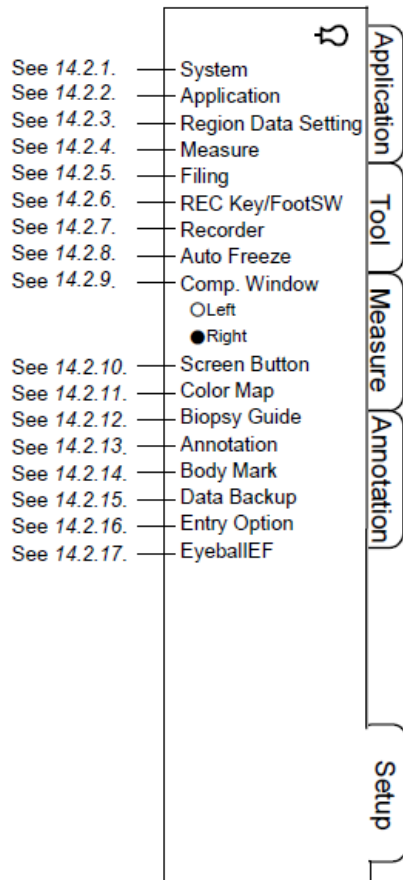 See 14.2.1. System
See 14.2.2. Application
See 14.2.3. Region Data Setting
See 14.2.4. Measure
See 14.2.5. Filing
See 14.2.6. REC Key/FootSW
See 14.2.7. Recorder
See 14.2.8. Auto Freeze
See 14.2.9. Comp. Window
Left
Right
See 14.2.10. Screen Button
See 14.2.11. Color Map
See 14.2.12. Biopsy Guide
See 14.2.13. Annotation
See 14.2.14. Body Mark
See 14.2.15. Data Backup
See 14.2.16. Entry Option
See 14.2.17. EyeballEF
Application
Tool
Measure
Annotation
Setup